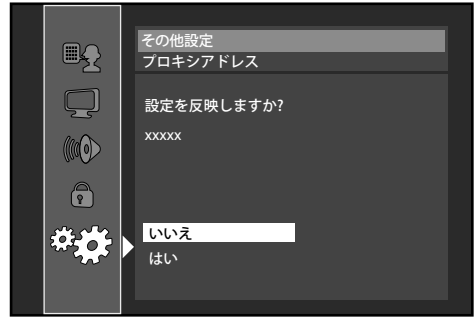 その他設定
プロキシアドレス
設定を反映しますか?
xxxxx
いいえ
はい